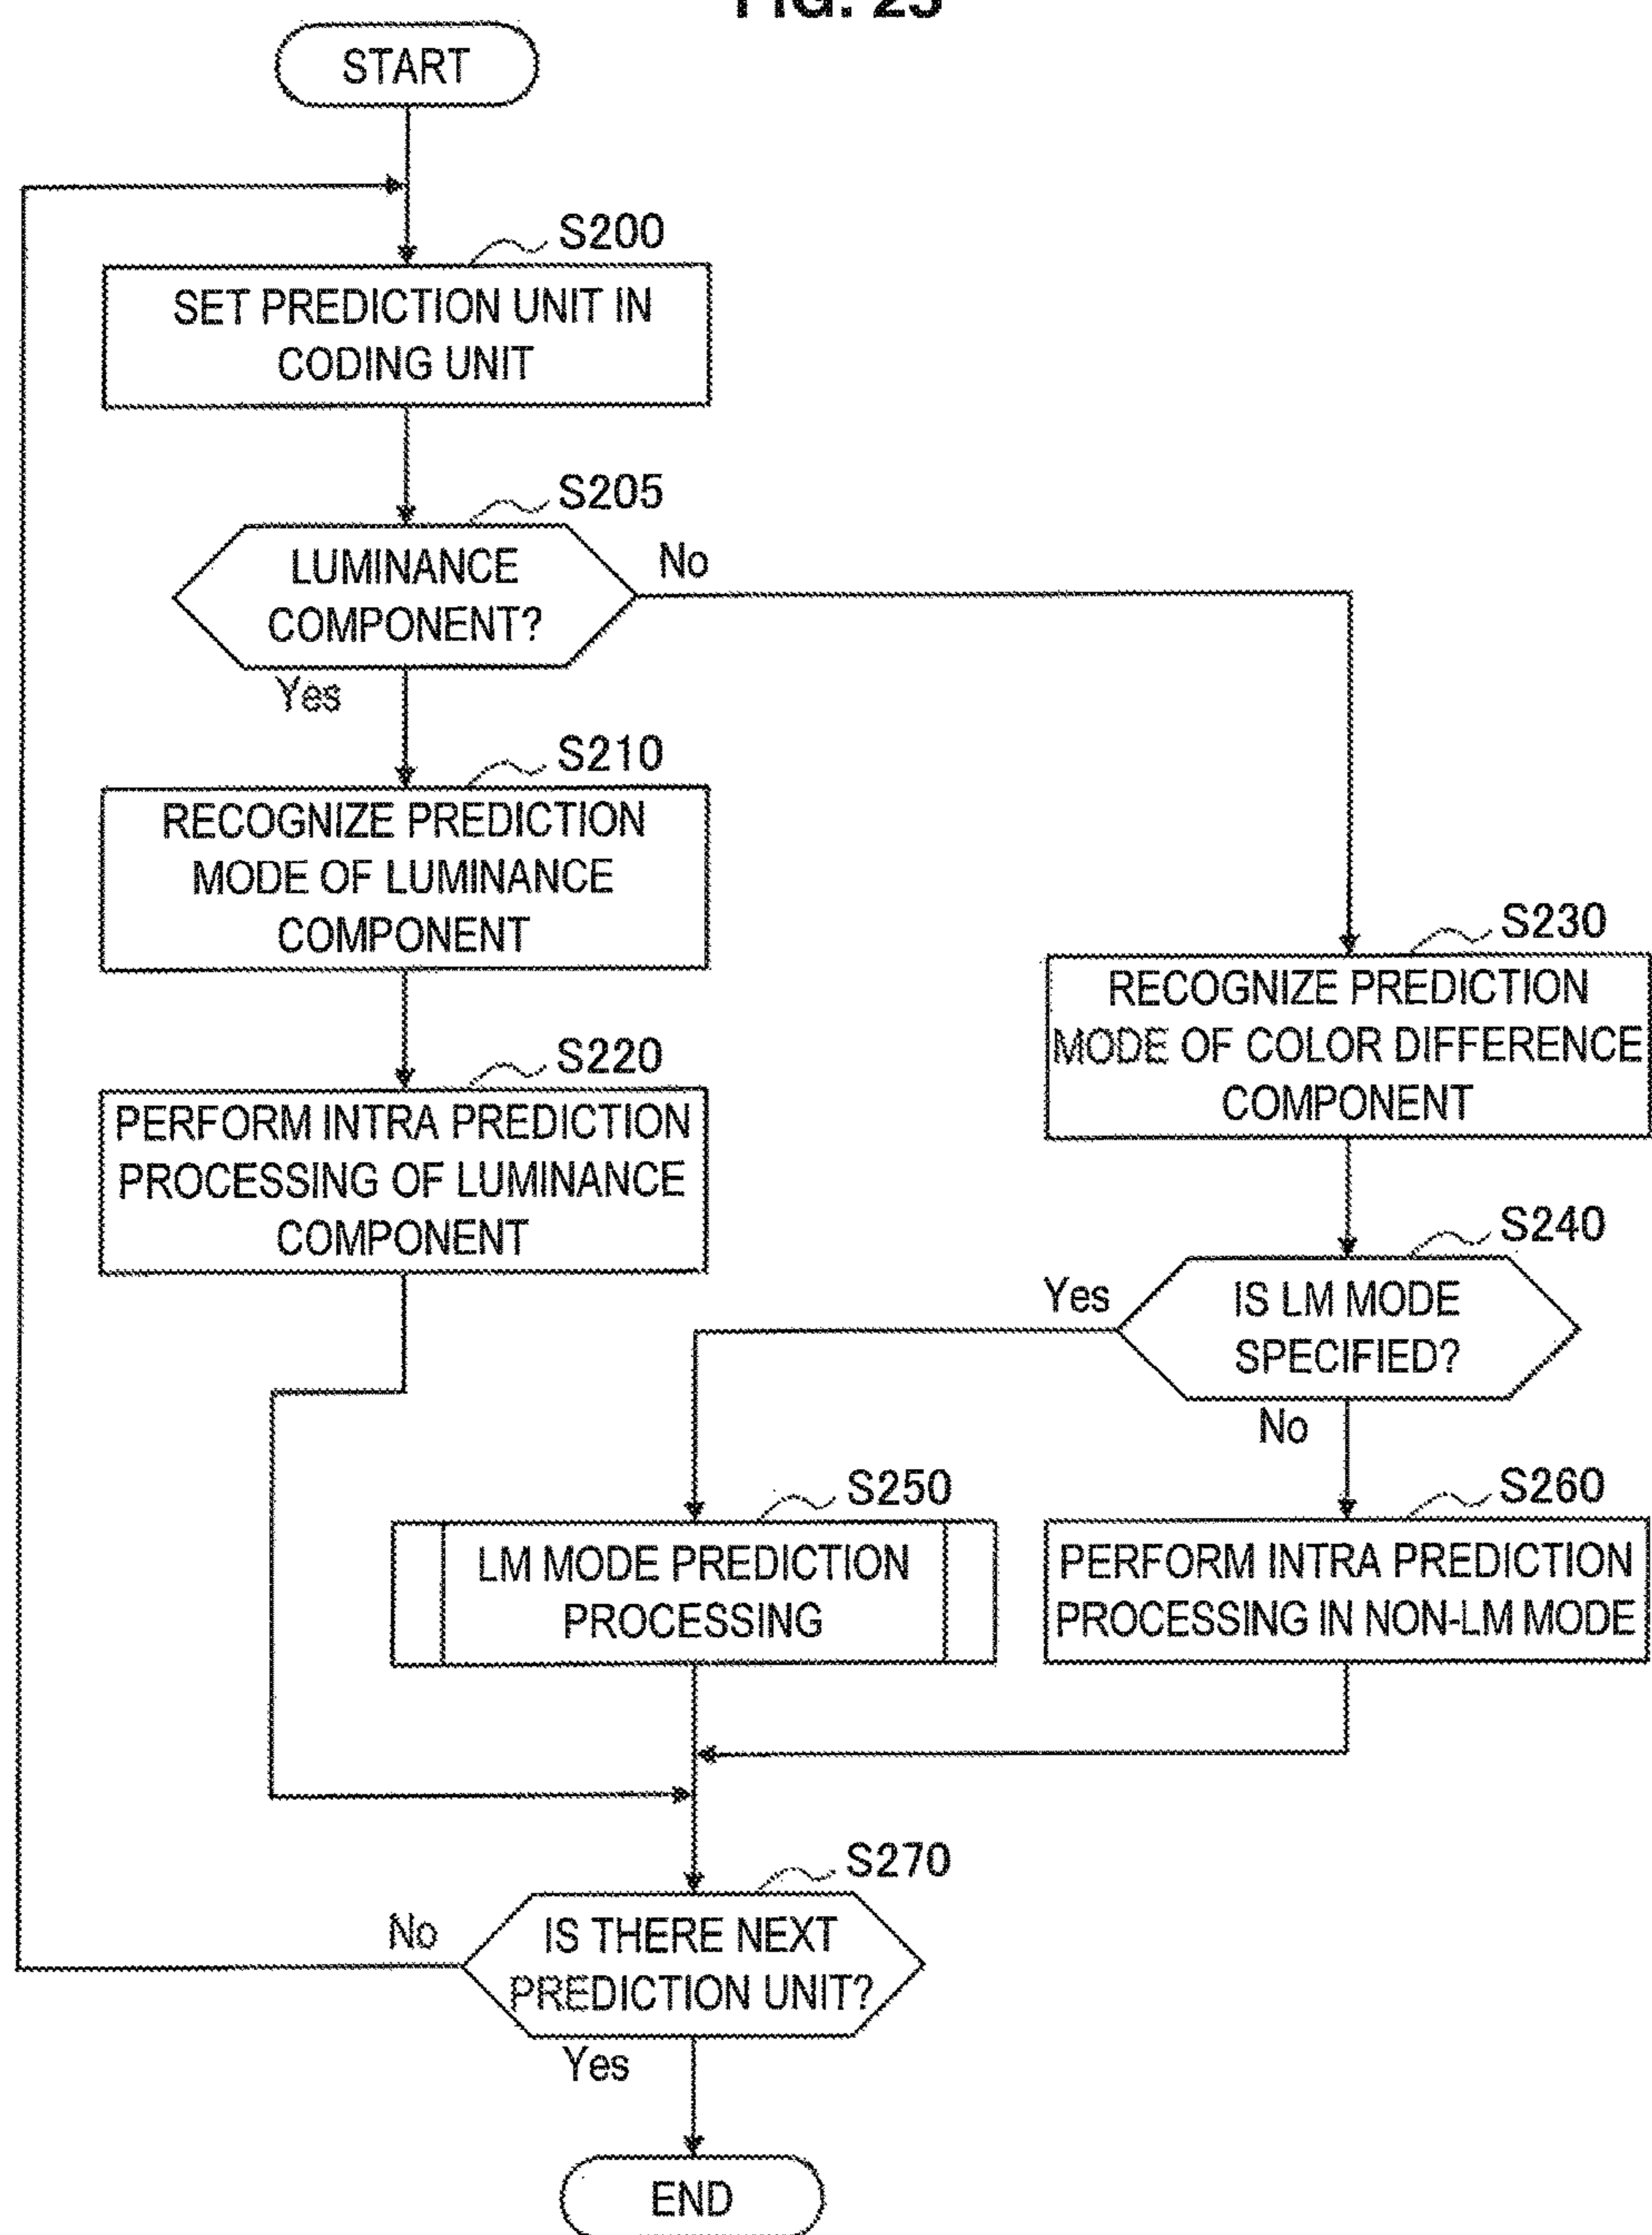 FIG. 23
START
S200
SET PREDICTION UNIT IN
CODING UNIT
S205
LUMINANCE
COMPONENT?
No
Yes
S210
RECOGNIZE PREDICTION
MODE OF LUMINANCE
COMPONENT
S230
RECOGNIZE PREDICTION
MODE OF COLOR DIFFERENCE
COMPONENT
S220
PERFORM INTRA PREDICTION
PROCESSING OF LUMINANCE
COMPONENT
S240
IS LM MODE
SPECIFIED?
Yes
No
S250
LM MODE PREDICTION
PROCESSING
S260
PERFORM INTRA PREDICTION
PROCESSING IN NON-LM MODE
S270
IS THERE NEXT
PREDICTION UNIT?
No
Yes
END